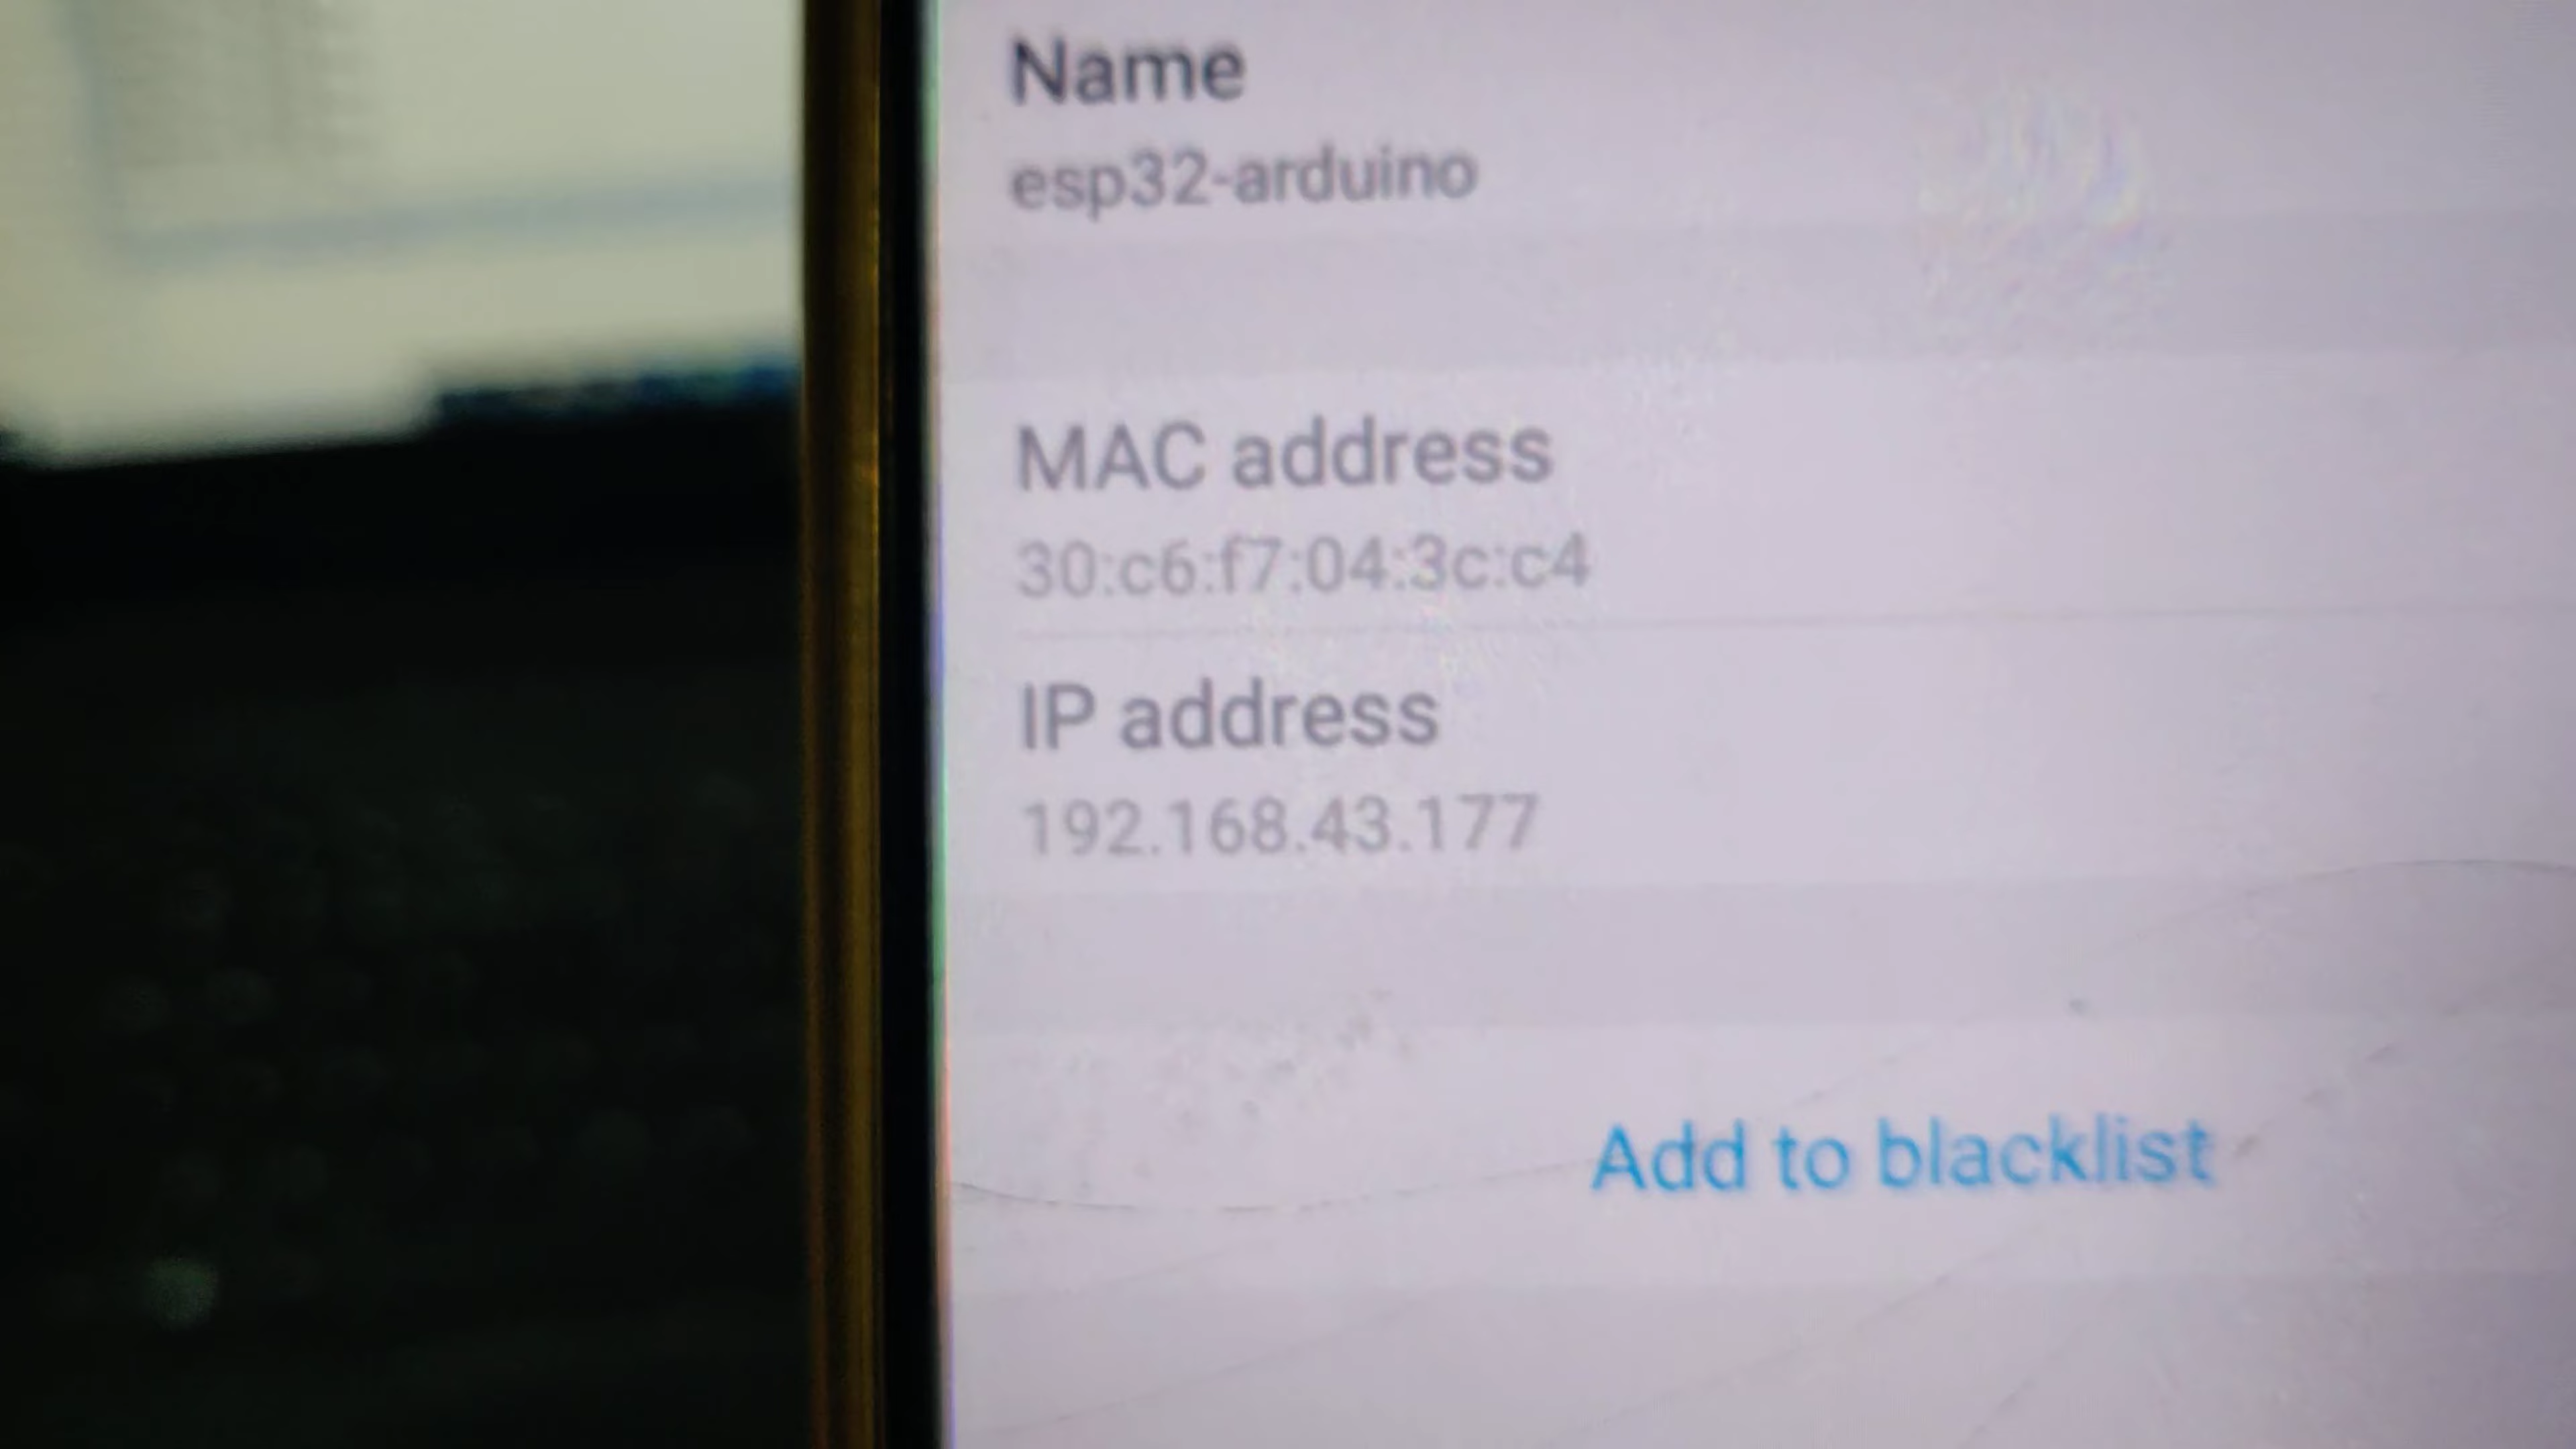 Name
esp32-arduino
MAC address
30:c6:f7:04:3c:c4
IP address
192.168.43.177
Add to blacklist